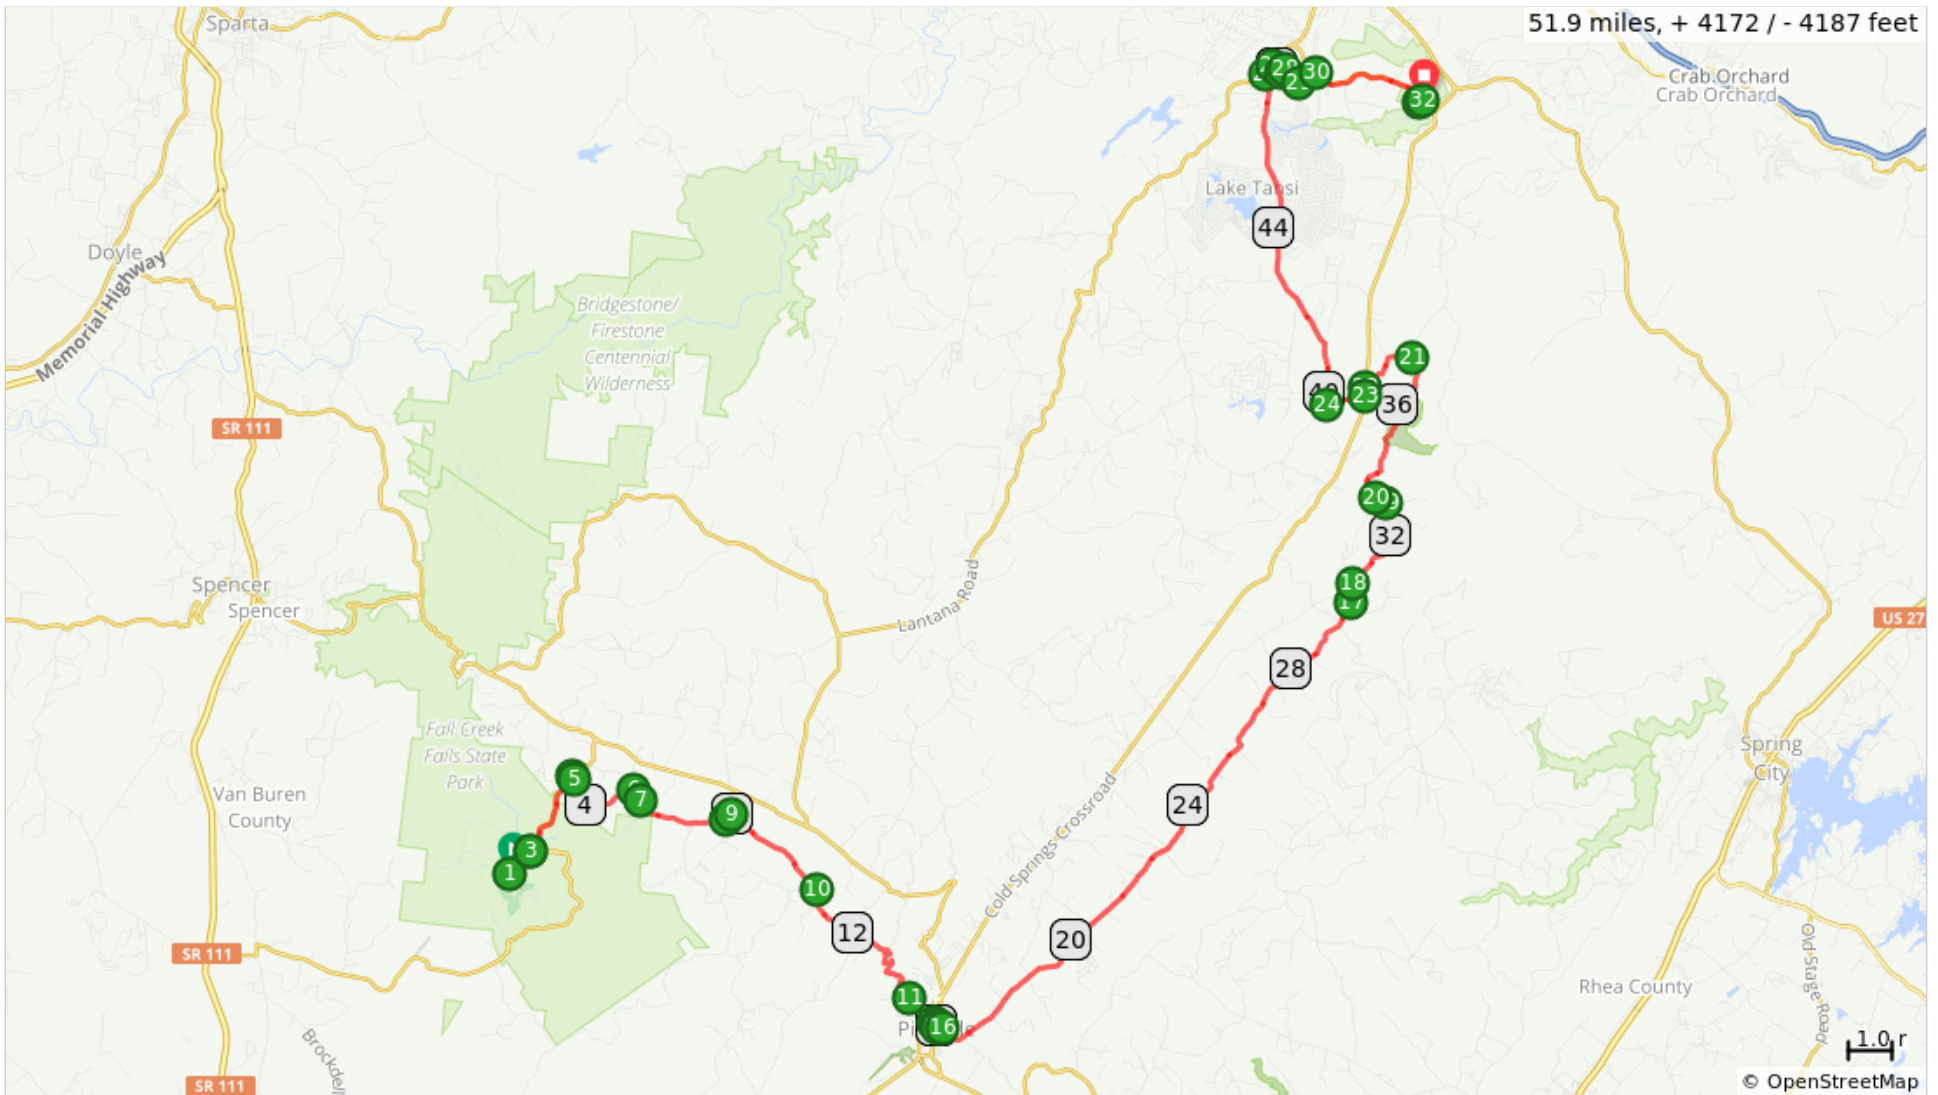 Sparta
51.9 miles, + 4172 / - 4187 feet
Crab Orchard
Crab Orchard
28
30
32
Lake Tansi
44
Doyle
Memorial Highway
Bridgestone/
Firestone
Centennial
Wilderness
21
23
24
36
SR 111
20
32
18
17
Lantana Road
Spencer
Spencer
US 27
28
Fall Creek
Falls State
Park
Spring
City
5
4
7
9
24
Van Buren
County
3
1
10
Cold Springs Crossroad
12
20
SR 111
11
16
Rhea County
Old Stage Road
SR 111
© OpenStreetMap